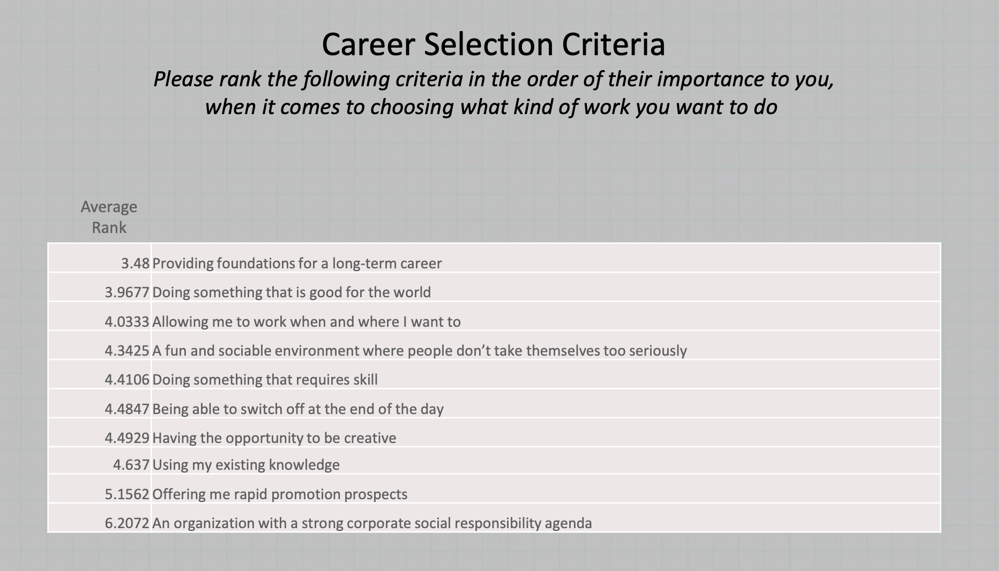 Career Selection Criteria
Please rank the following criteria in the order of their importance to you,
when it comes to choosing what kind of work you want to do
Average
Rank
3.48 Providing foundations for a long-term career
3.9677 Doing something that is good for the world
4.0333 Allowing me to work when and where I want to
4.3425 A fun and sociable environment where people don’t take themselves too seriously
4.4106 Doing something that requires skill
4.4847 Being able to switch off at the end of the day
4.4929 Having the opportunity to be creative
4.637 Using my existing knowledge
5.1562 Offering me rapid promotion prospects
6.2072 An organization with a strong corporate social responsibility agenda